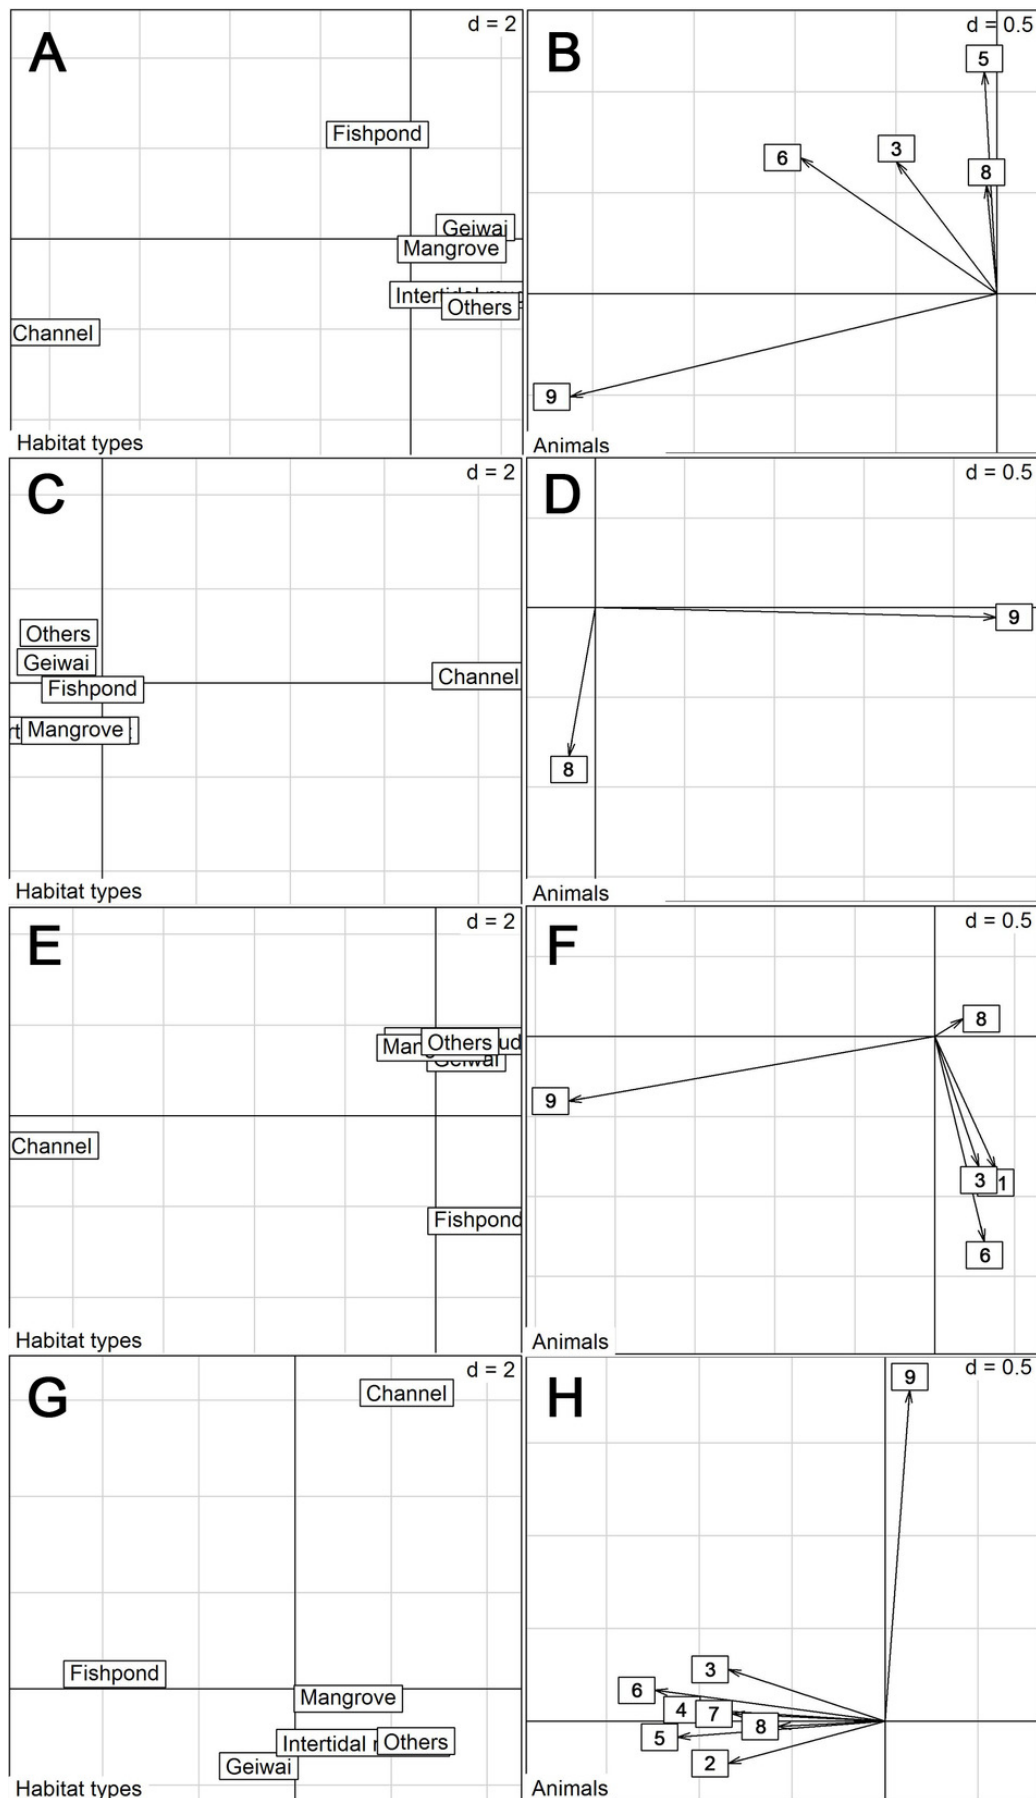 A
d = 2
Fishpond
Geiwai
Mangrove
Others
Channel
Habitat types
B
d = 0.5
5
6
3
8
9
Animals
C
d = 2
Others
Geiwai
Fishpond
Channel
Mangrove
Habitat types
D
d = 0.5
9
8
Animals
E
d = 2
Others
Geiwai
Channel
Fishpond
Habitat types
F
d = 0.5
8
9
3
1
6
Animals
G
d = 2
Channel
Fishpond
Mangrove
Intertidal
Others
Geiwai
Habitat types
H
d = 0.5
9
3
6
4
7
8
5
2
Animals